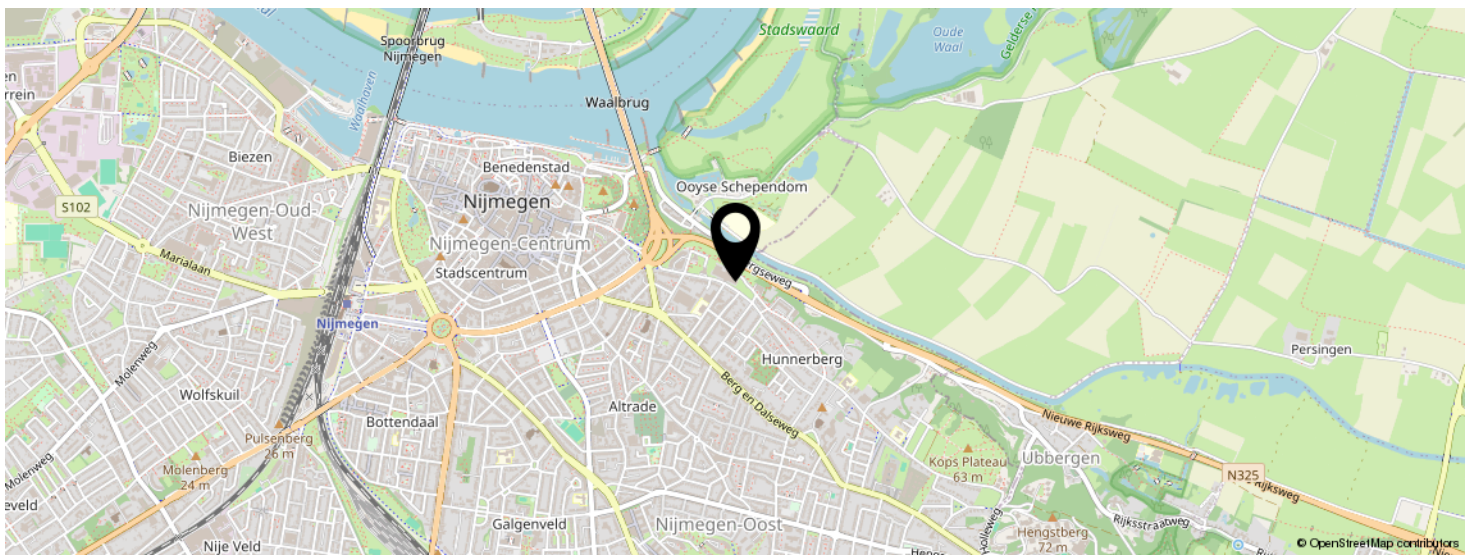 Spoorbrug
Nijmegen
Stadswaard
Oude
Waal
Waalhaven
Waalbrug
Biezen
Benedenstad
Ooyse Schependom
S102
Nijmegen-Oud-
West
Nijmegen
Nijmegen-Centrum
Marialaan
Stadscentrum
Nijmegen
Molenweg
Hunnerberg
Persingen
Wolfskuil
Altrade
Berg en Dalseweg
Bottendaal
Nieuwe Rijksweg
Pulsenberg
26 m
Molenberg
24 m
Kops Plateau
63 m
Ubbergen
N325
Rijksweg
Molenweg
Galgenveld
Nijmegen-Oost
Holleweg
Hengstberg
72 m
Rijksstraatweg
Nije Veld
© OpenStreetMap contributors